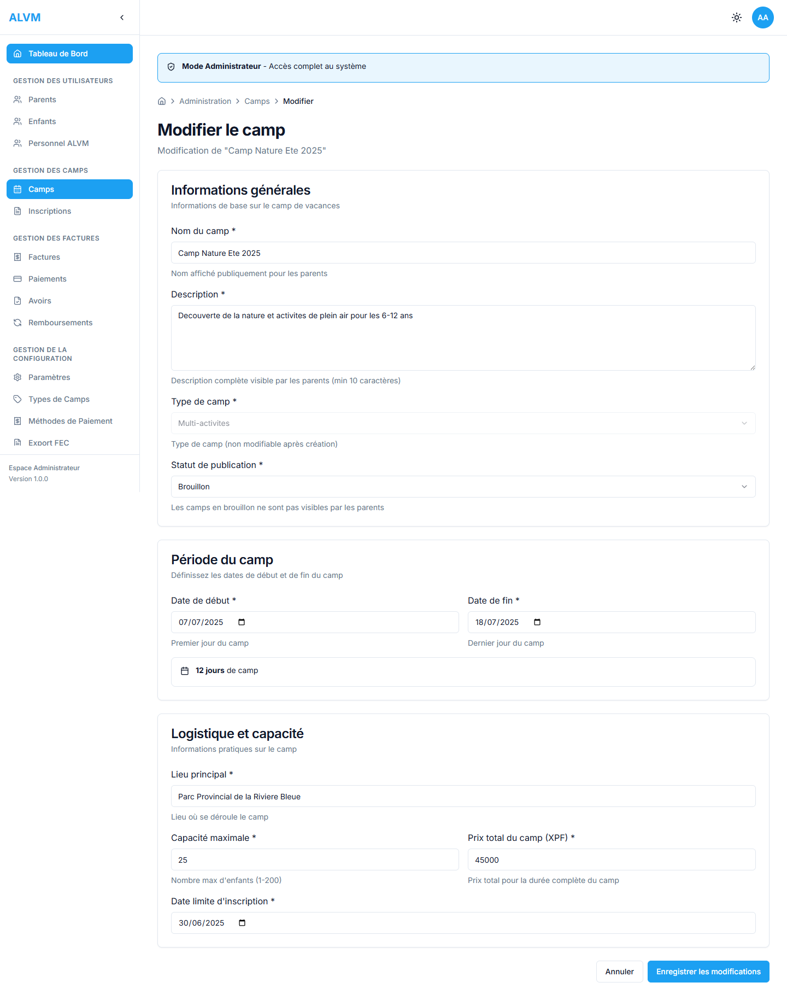 ALVM
AA
Tableau de Bord
GESTION DES UTILISATEURS
Parents
Enfants
Personnel ALVM
GESTION DES CAMPS
Camps
Inscriptions
GESTION DES FACTURES
Factures
Paiements
Avoirs
Remboursements
GESTION DE LA
CONFIGURATION
Paramètres
Types de Camps
Méthodes de Paiement
Export FEC
Espace Administrateur
Version 1.0.0
Mode Administrateur - Accès complet au système
Administration
Camps
Modifier
Modifier le camp
Modification de "Camp Nature Ete 2025"
Informations générales
Informations de base sur le camp de vacances
Nom du camp *
Camp Nature Ete 2025
Nom affiché publiquement pour les parents
Description *
Decouverte de la nature et activites de plein air pour les 6-12 ans
Description complète visible par les parents (min 10 caractères)
Type de camp *
Multi-activites
Type de camp (non modifiable après création)
Statut de publication *
Brouillon
Les camps en brouillon ne sont pas visibles par les parents
Période du camp
Définissez les dates de début et de fin du camp
Date de début *
07/07/2025
Premier jour du camp
Date de fin *
18/07/2025
Dernier jour du camp
12 jours de camp
Logistique et capacité
Informations pratiques sur le camp
Lieu principal *
Parc Provincial de la Riviere Bleue
Lieu où se déroule le camp
Capacité maximale *
25
Nombre max d'enfants (1-200)
Prix total du camp (XPF) *
45000
Prix total pour la durée complète du camp
Date limite d'inscription *
30/06/2025
Annuler
Enregistrer les modifications